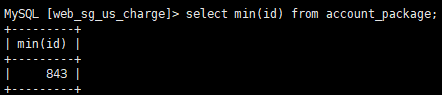 MySQL [web_sg_us_charge]> select min(id) from account_package;
+---------+
| min(id) |
+---------+
|     843 |
+---------+